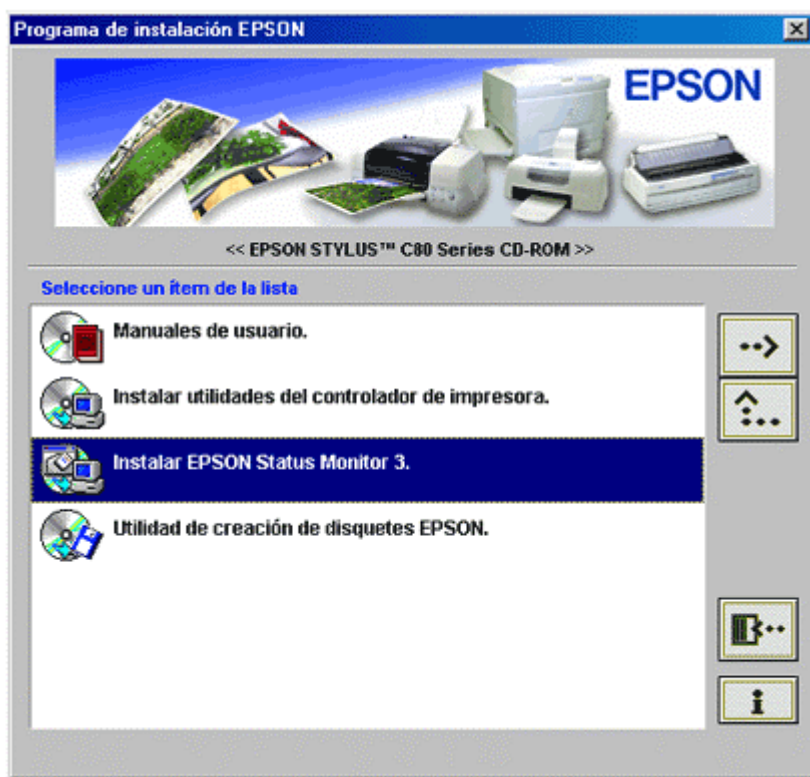 Programa de instalación EPSON
EPSON
<< EPSON STYLUS™ C80 Series CD-ROM >>
Seleccione un ítem de la lista
Manuales de usuario.
Instalar utilidades del controlador de impresora.
Instalar EPSON Status Monitor 3.
Utilidad de creación de disquetes EPSON.